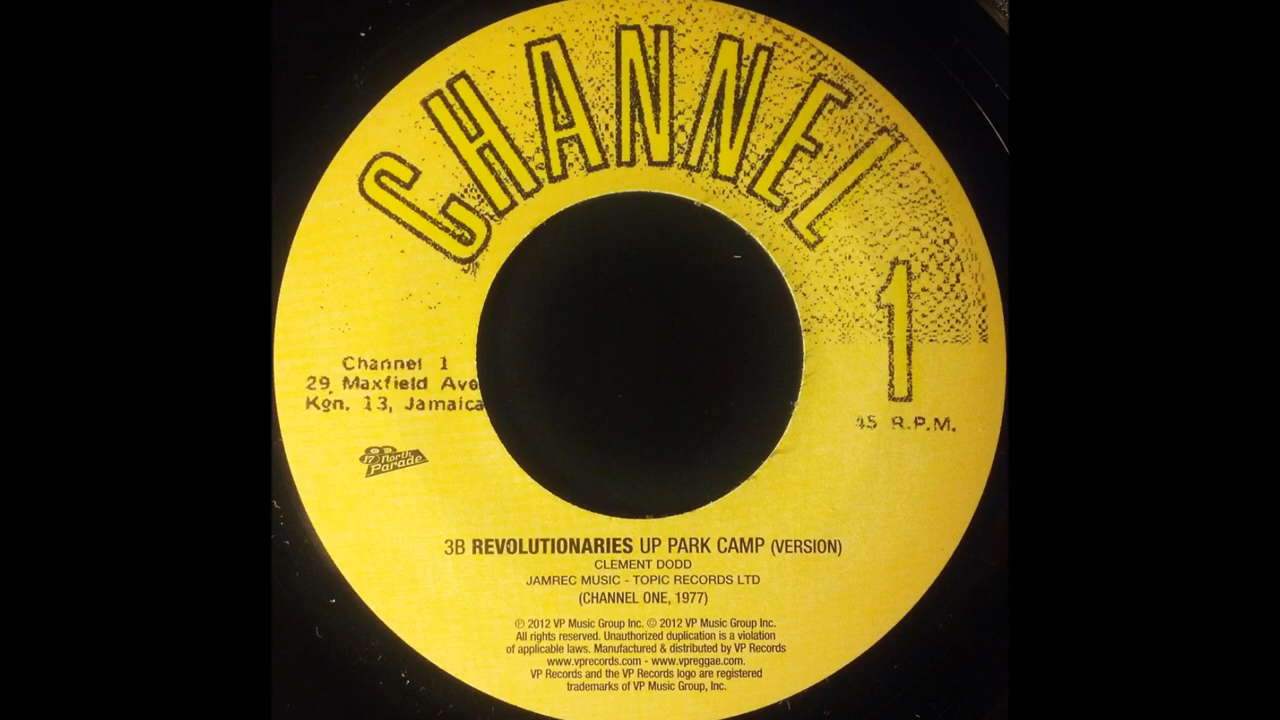 CHANNEL
1
Channel 1
29, Maxfield Ave
Kgn. 13, Jamaica
45 R.P.M.
17 North
Parade
3B REVOLUTIONARIES UP PARK CAMP (VERSION)
CLEMENT DODD
JAMREC MUSIC - TOPIC RECORDS LTD
(CHANNEL ONE, 1977)
℗ 2012 VP Music Group Inc. © 2012 VP Music Group Inc.
All rights reserved. Unauthorized duplication is a violation
of applicable laws. Manufactured & distributed by VP Records
www.vprecords.com - www.vpreggae.com.
VP Records and the VP Records logo are registered
trademarks of VP Music Group, Inc.